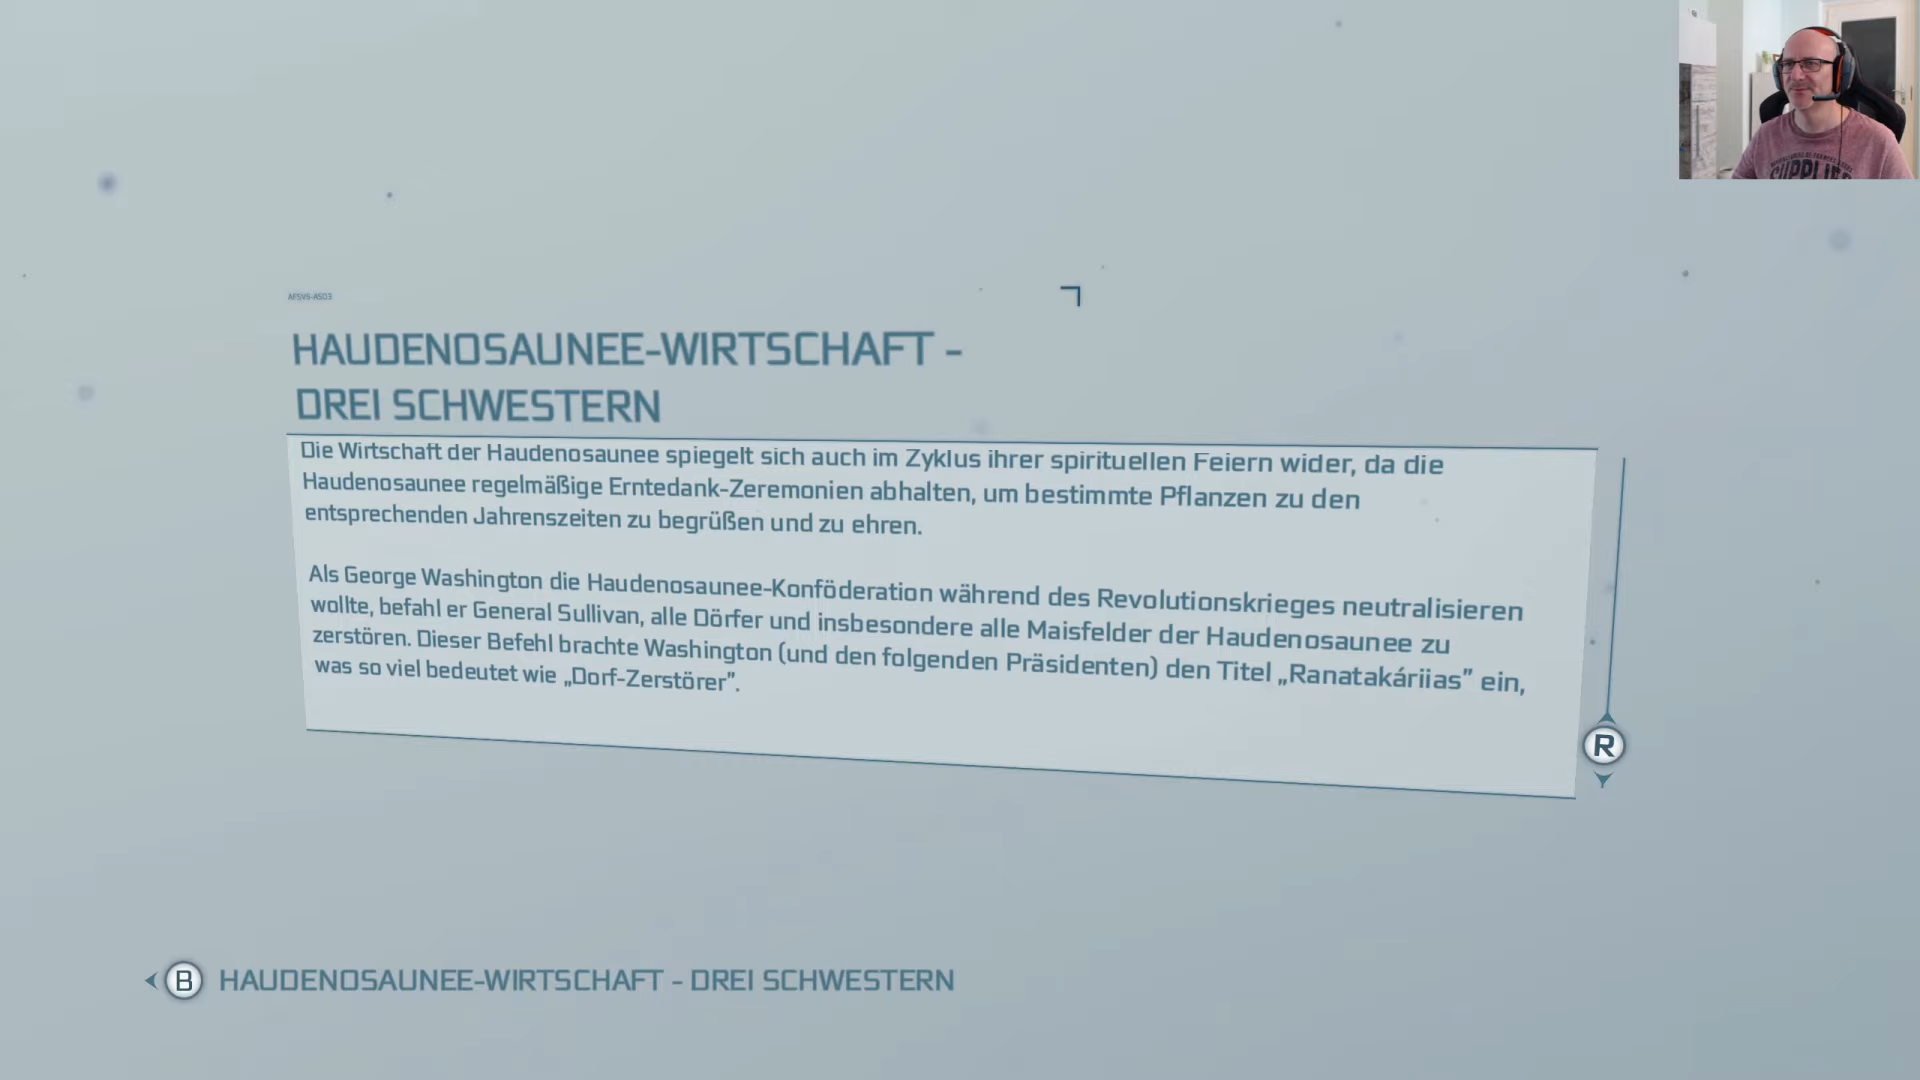 AFSVS-AS03
HAUDENOSAUNEE-WIRTSCHAFT -
DREI SCHWESTERN
Die Wirtschaft der Haudenosaunee spiegelt sich auch im Zyklus ihrer spirituellen Feiern wider, da die
Haudenosaunee regelmäßige Erntedank-Zeremonien abhalten, um bestimmte Pflanzen zu den
entsprechenden Jahrenszeiten zu begrüßen und zu ehren.
Als George Washington die Haudenosaunee-Konföderation während des Revolutionskrieges neutralisieren
wollte, befahl er General Sullivan, alle Dörfer und insbesondere alle Maisfelder der Haudenosaunee zu
zerstören. Dieser Befehl brachte Washington (und den folgenden Präsidenten) den Titel „Ranatakáriias” ein,
was so viel bedeutet wie „Dorf-Zerstörer”.
R
B HAUDENOSAUNEE-WIRTSCHAFT - DREI SCHWESTERN